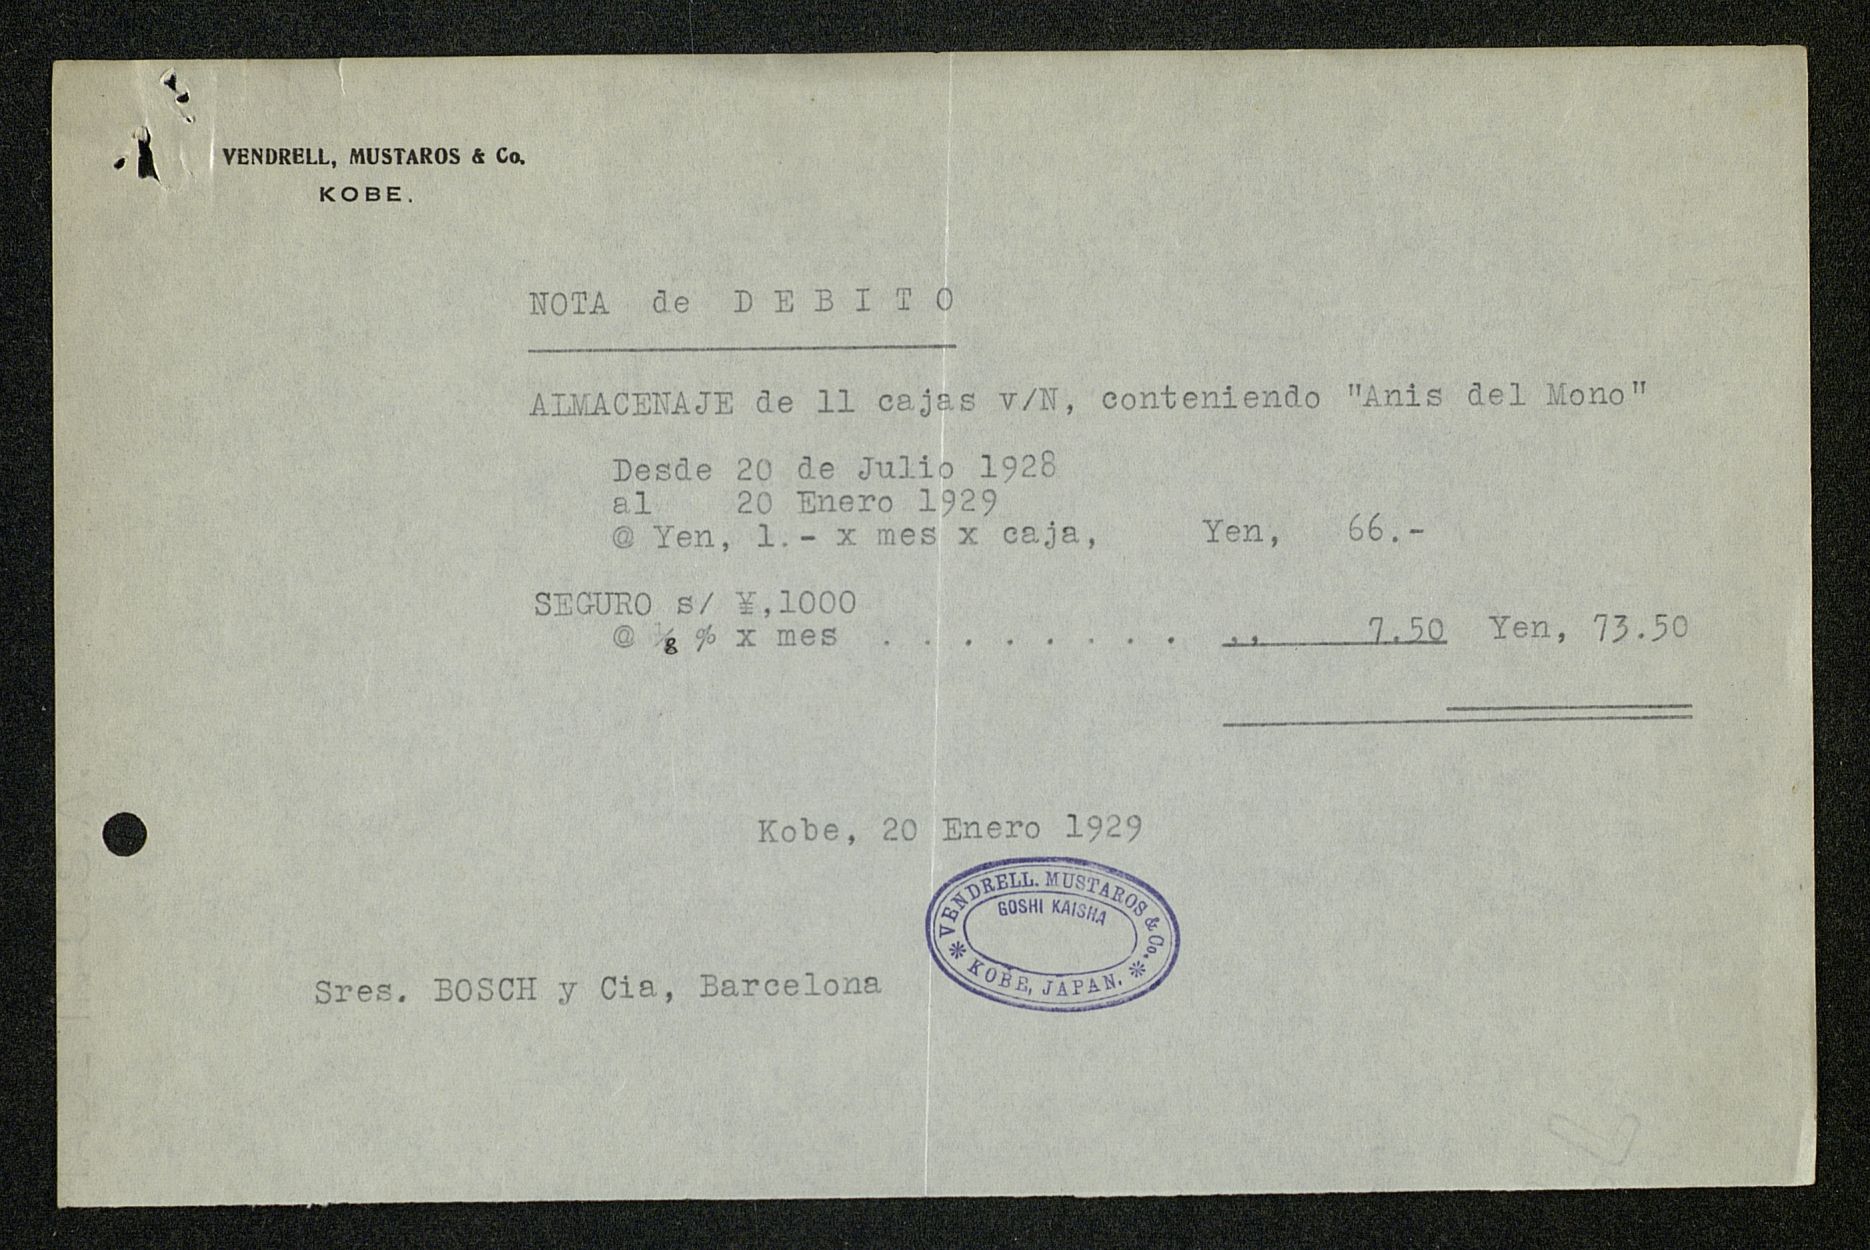 VENDRELL, MUSTAROS & Co.
KOBE.
NOTA de D E B I T O
ALMACENAJE de 11 cajas v/N, conteniendo "Anis del Mono"
Desde 20 de Julio 1928
al 20 Enero 1929
@ Yen, 1.- x mes x caja, Yen, 66.-
SEGURO s/ ¥,1000
@ 1/8 % x mes . . . . . . . . ,, 7.50 Yen, 73.50
Kobe, 20 Enero 1929
VENDRELL. MUSTAROS & Co.
GOSHI KAISHA
KOBE, JAPAN.
Sres. BOSCH y Cia, Barcelona